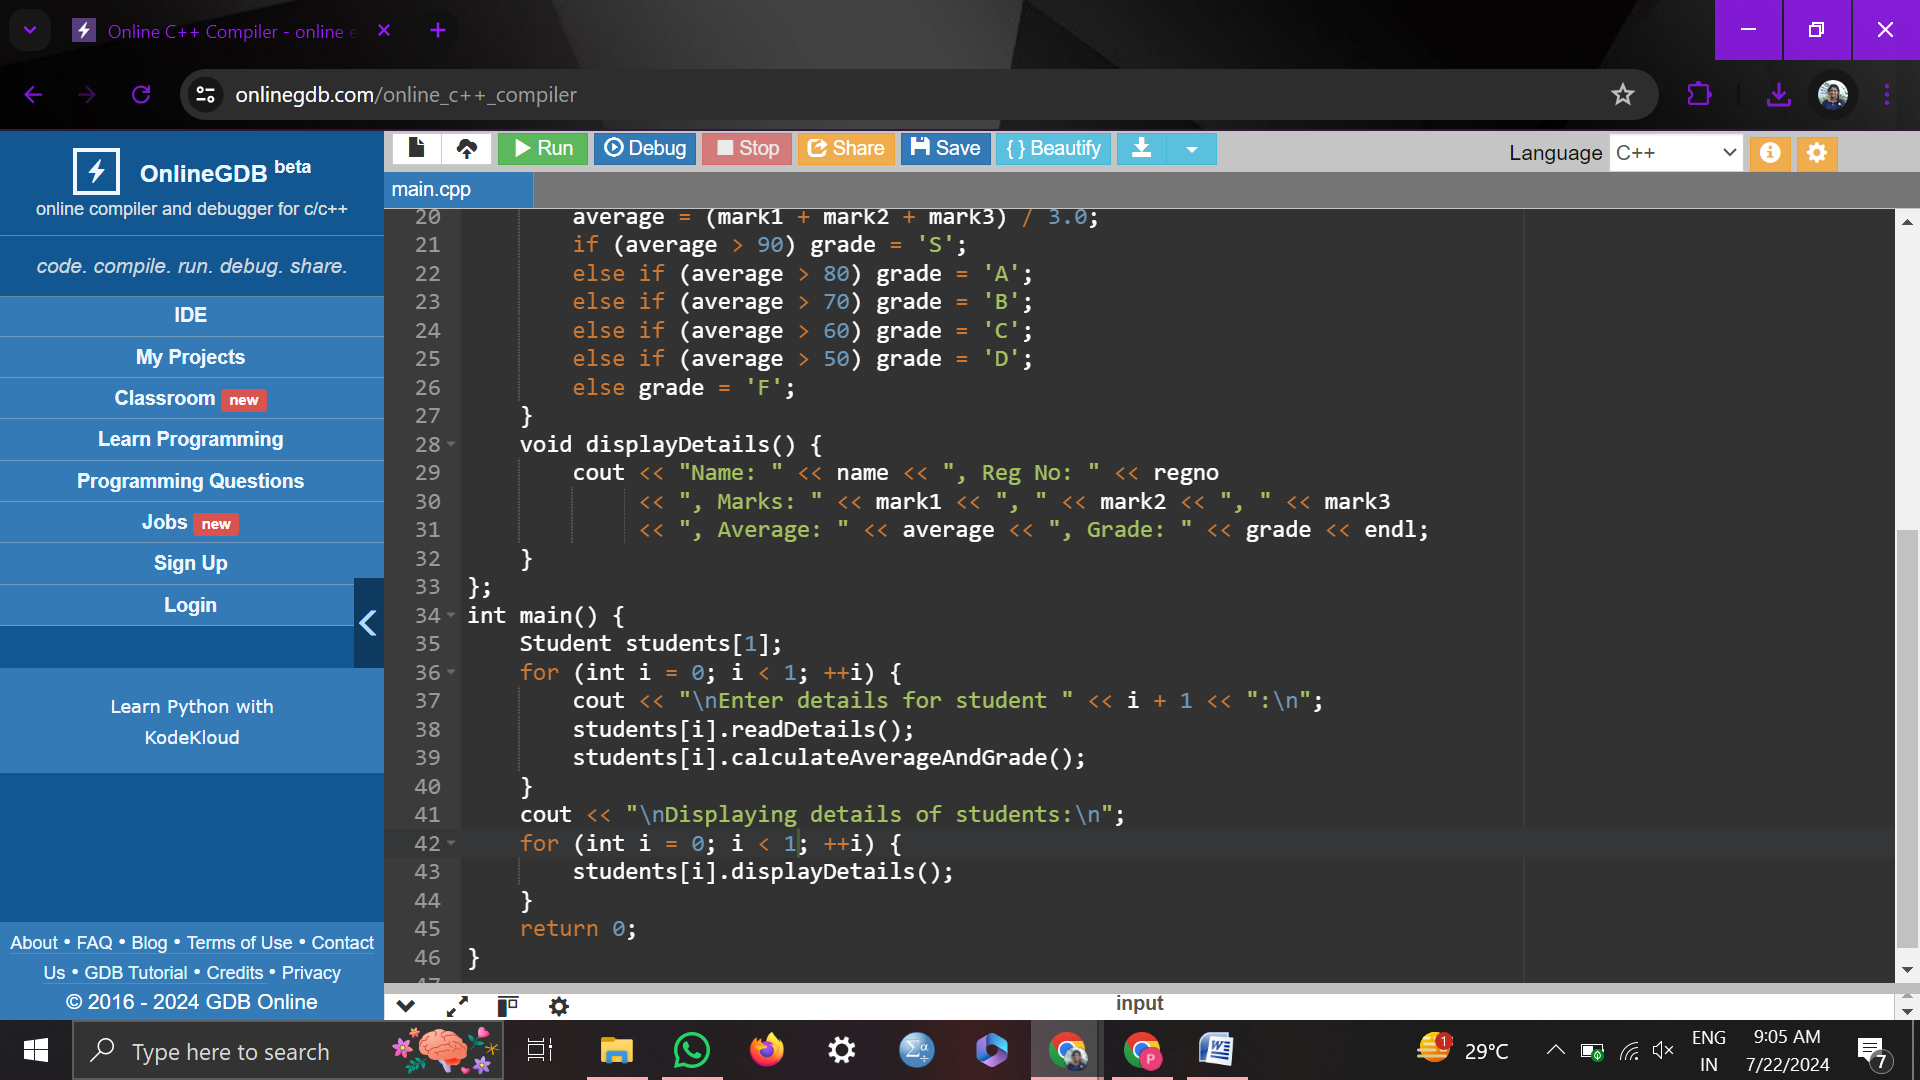 Online C++ Compiler - online e
onlinegdb.com/online_c++_compiler
OnlineGDB beta
online compiler and debugger for c/c++
code. compile. run. debug. share.
IDE
My Projects
Classroom new
Learn Programming
Programming Questions
Jobs new
Sign Up
Login
Learn Python with
KodeKloud
About • FAQ • Blog • Terms of Use • Contact
Us • GDB Tutorial • Credits • Privacy
© 2016 - 2024 GDB Online
Run Debug Stop Share Save { } Beautify
Language C++
main.cpp
20 average = (mark1 + mark2 + mark3) / 3.0;
21 if (average > 90) grade = 'S';
22 else if (average > 80) grade = 'A';
23 else if (average > 70) grade = 'B';
24 else if (average > 60) grade = 'C';
25 else if (average > 50) grade = 'D';
26 else grade = 'F';
27 }
28 void displayDetails() {
29 cout << "Name: " << name << ", Reg No: " << regno
30 << ", Marks: " << mark1 << ", " << mark2 << ", " << mark3
31 << ", Average: " << average << ", Grade: " << grade << endl;
32 }
33 };
34 int main() {
35 Student students[1];
36 for (int i = 0; i < 1; ++i) {
37 cout << "\nEnter details for student " << i + 1 << ":\n";
38 students[i].readDetails();
39 students[i].calculateAverageAndGrade();
40 }
41 cout << "\nDisplaying details of students:\n";
42 for (int i = 0; i < 1; ++i) {
43 students[i].displayDetails();
44 }
45 return 0;
46 }
47
input
Type here to search
1
P
29°C
ENG
IN
9:05 AM
7/22/2024
7